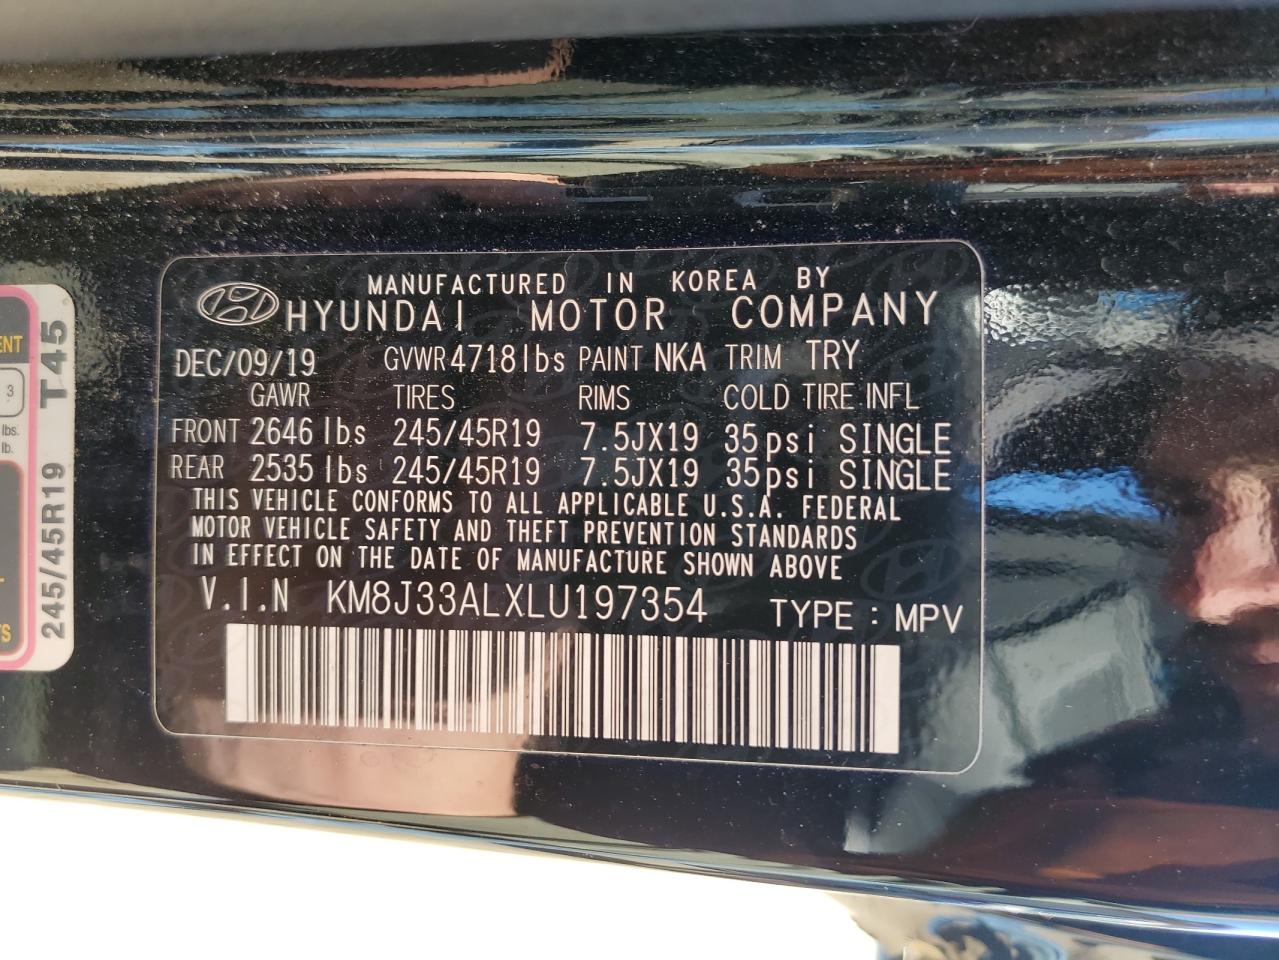 MANUFACTURED IN KOREA BY
HYUNDAI MOTOR COMPANY
DEC/09/19 GVWR 4718lbs PAINT NKA TRIM TRY
GAWR TIRES RIMS COLD TIRE INFL
FRONT 2646 lbs 245/45R19 7.5JX19 35psi SINGLE
REAR 2535 lbs 245/45R19 7.5JX19 35psi SINGLE
THIS VEHICLE CONFORMS TO ALL APPLICABLE U.S.A. FEDERAL
MOTOR VEHICLE SAFETY AND THEFT PREVENTION STANDARDS
IN EFFECT ON THE DATE OF MANUFACTURE SHOWN ABOVE
V.I.N KM8J33ALXLU197354 TYPE : MPV
245/45R19 T45
3
lbs.
lb.